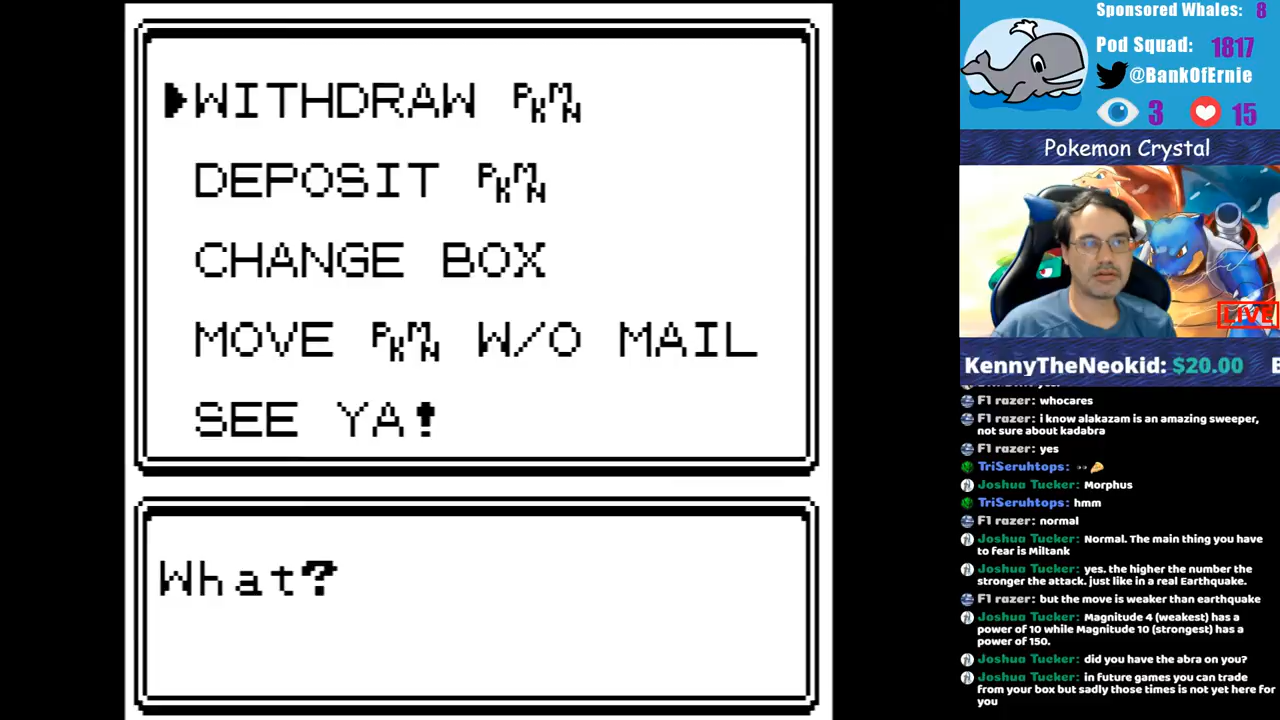 WITHDRAW PKMN
DEPOSIT PKMN
CHANGE BOX
MOVE PKMN W/O MAIL
SEE YA!
What?
Sponsored Whales: 8
Pod Squad: 1817
@BankOfErnie
3 15
Pokemon Crystal
LIVE
KennyTheNeokid: $20.00
F1 razer: whocares
F1 razer: i know alakazam is an amazing sweeper,
not sure about kadabra
F1 razer: yes
TriSeruhtops:
Joshua Tucker: Morphus
TriSeruhtops: hmm
F1 razer: normal
Joshua Tucker: Normal. The main thing you have
to fear is Miltank
Joshua Tucker: yes. the higher the number the
stronger the attack. just like in a real Earthquake.
F1 razer: but the move is weaker than earthquake
Joshua Tucker: Magnitude 4 (weakest) has a
power of 10 while Magnitude 10 (strongest) has a
power of 150.
Joshua Tucker: did you have the abra on you?
Joshua Tucker: in future games you can trade
from your box but sadly those times is not yet here for
you